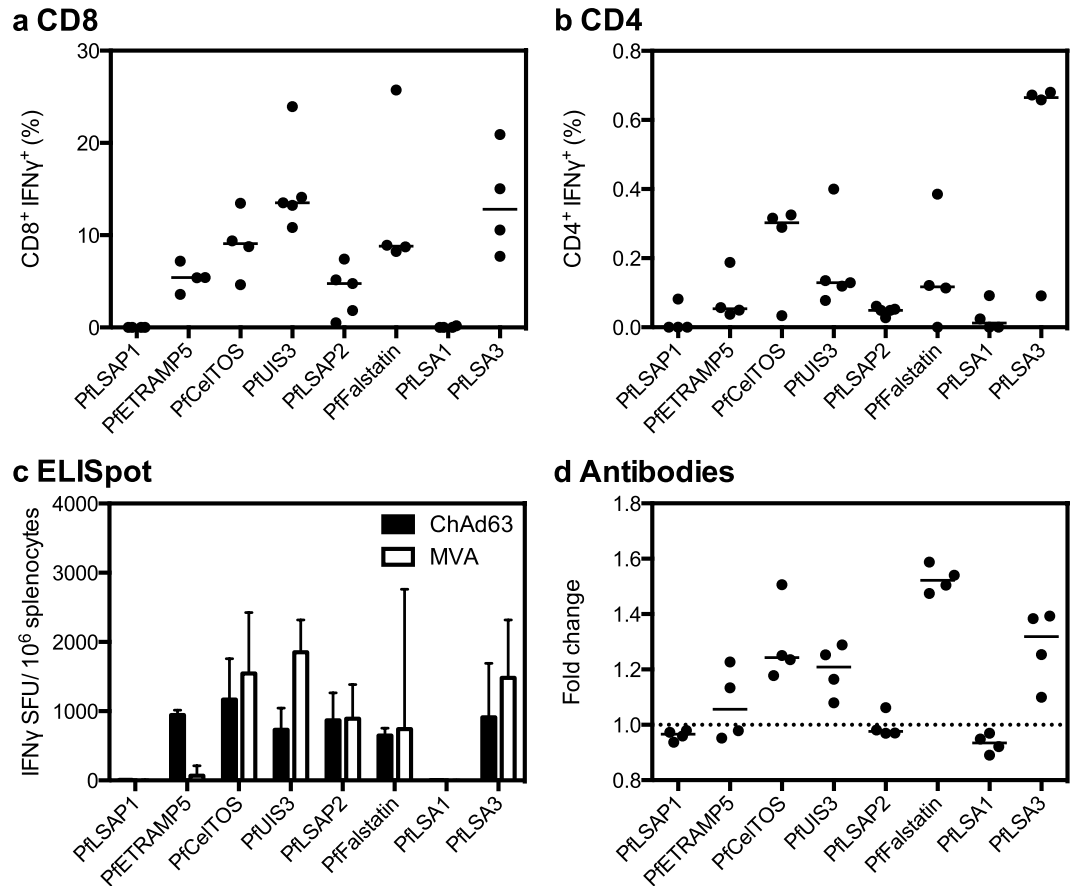 a CD8
30
20
10
0
CD8+ IFNγ+ (%)
PfLSAP1
PfETRAMP5
PfCelTOS
PfUIS3
PfLSAP2
PfFalstatin
PfLSA1
PfLSA3
b CD4
0.8
0.6
0.4
0.2
0.0
CD4+ IFNγ+ (%)
PfLSAP1
PfETRAMP5
PfCelTOS
PfUIS3
PfLSAP2
PfFalstatin
PfLSA1
PfLSA3
c ELISpot
4000
3000
2000
1000
0
IFNγ SFU/ 10⁶ splenocytes
ChAd63
MVA
PfLSAP1
PfETRAMP5
PfCelTOS
PfUIS3
PfLSAP2
PfFalstatin
PfLSA1
PfLSA3
d Antibodies
1.8
1.6
1.4
1.2
1.0
0.8
Fold change
PfLSAP1
PfETRAMP5
PfCelTOS
PfUIS3
PfLSAP2
PfFalstatin
PfLSA1
PfLSA3